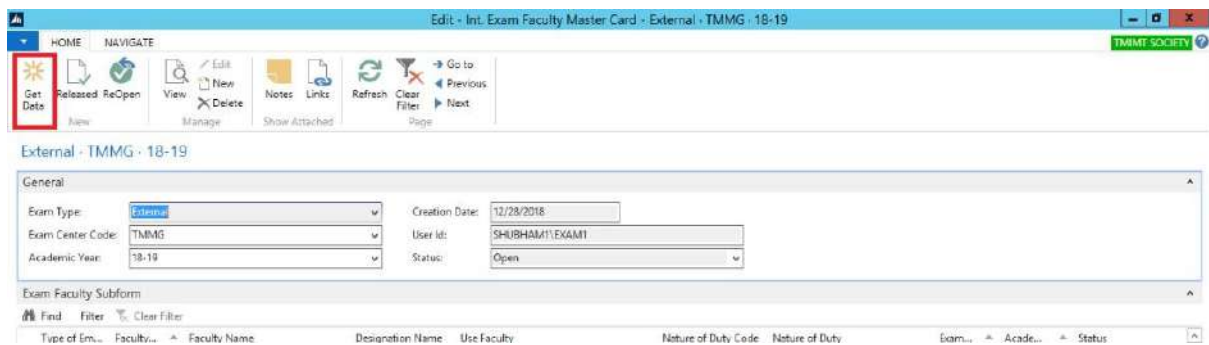 Edit - Int. Exam Faculty Master Card - External · TMMG · 18-19
HOME NAVIGATE
TMIMT SOCIETY
Get Data
Released
ReOpen
New
View
Edit
New
Delete
Manage
Notes
Links
Show Attached
Refresh
Clear Filter
Go to
Previous
Next
Page
External · TMMG · 18-19
General
Exam Type: External
Creation Date: 12/28/2018
Exam Center Code: TMMG
User Id: SHUBHAM1\EXAM1
Academic Year: 18-19
Status: Open
Exam Faculty Subform
Find Filter Clear Filter
Type of Em... Faculty... Faculty Name Designation Name Use Faculty Nature of Duty Code Nature of Duty Exam... Acade... Status